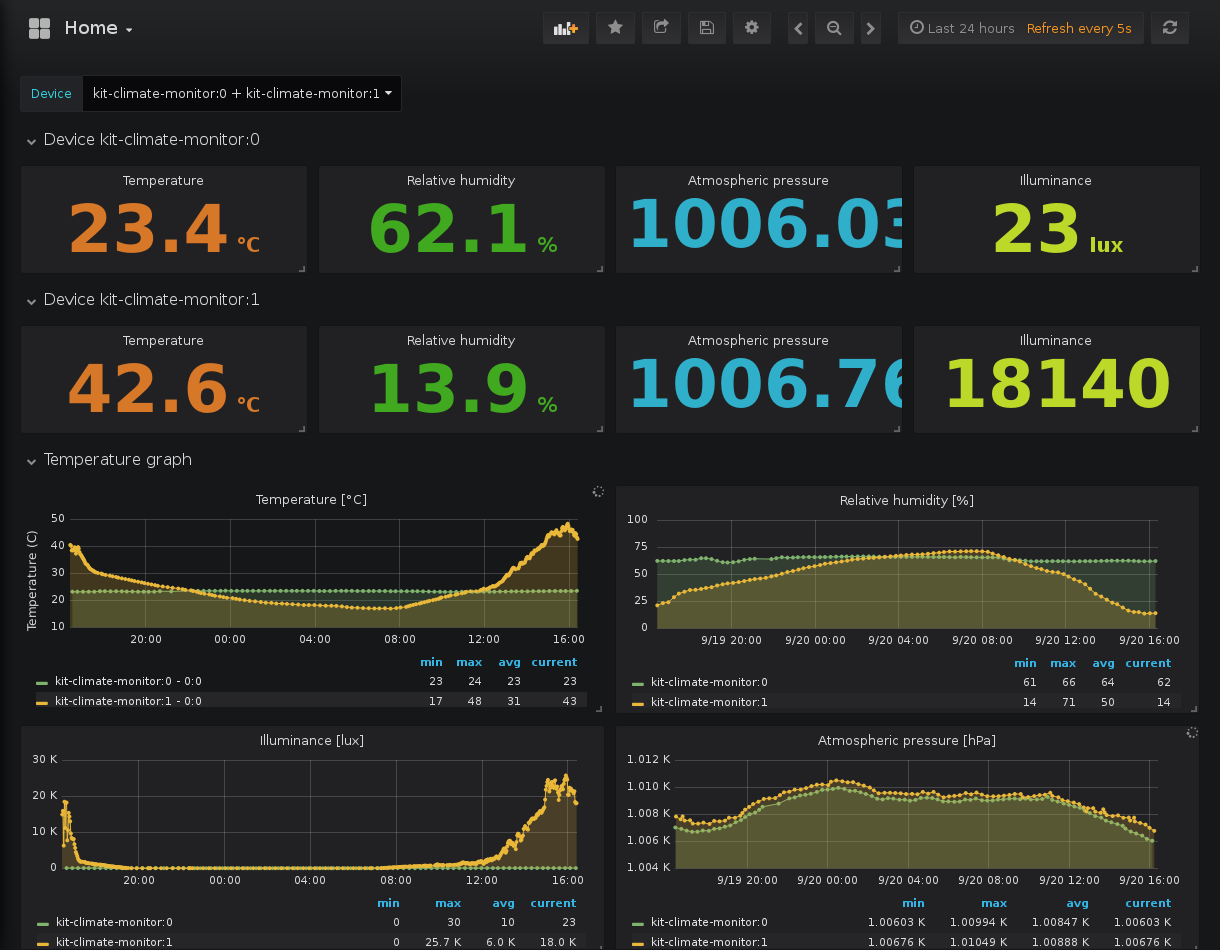 Home
Last 24 hours Refresh every 5s
Device kit-climate-monitor:0 + kit-climate-monitor:1
Device kit-climate-monitor:0
Temperature Relative humidity Atmospheric pressure Illuminance
23.4 °C 62.1 % 1006.03 23 lux
Device kit-climate-monitor:1
Temperature Relative humidity Atmospheric pressure Illuminance
42.6 °C 13.9 % 1006.76 18140
Temperature graph
Temperature [°C]
Temperature (C)
50
40
30
20
10
20:00 00:00 04:00 08:00 12:00 16:00
min max avg current
kit-climate-monitor:0 - 0:0 23 24 23 23
kit-climate-monitor:1 - 0:0 17 48 31 43
Relative humidity [%]
100
75
50
25
0
9/19 20:00 9/20 00:00 9/20 04:00 9/20 08:00 9/20 12:00 9/20 16:00
min max avg current
kit-climate-monitor:0 61 66 64 62
kit-climate-monitor:1 14 71 50 14
Illuminance [lux]
30 K
20 K
10 K
0
20:00 00:00 04:00 08:00 12:00 16:00
min max avg current
kit-climate-monitor:0 0 30 10 23
kit-climate-monitor:1 0 25.7 K 6.0 K 18.0 K
Atmospheric pressure [hPa]
1.012 K
1.010 K
1.008 K
1.006 K
1.004 K
9/19 20:00 9/20 00:00 9/20 04:00 9/20 08:00 9/20 12:00 9/20 16:00
min max avg current
kit-climate-monitor:0 1.00603 K 1.00994 K 1.00847 K 1.00603 K
kit-climate-monitor:1 1.00676 K 1.01049 K 1.00888 K 1.00676 K